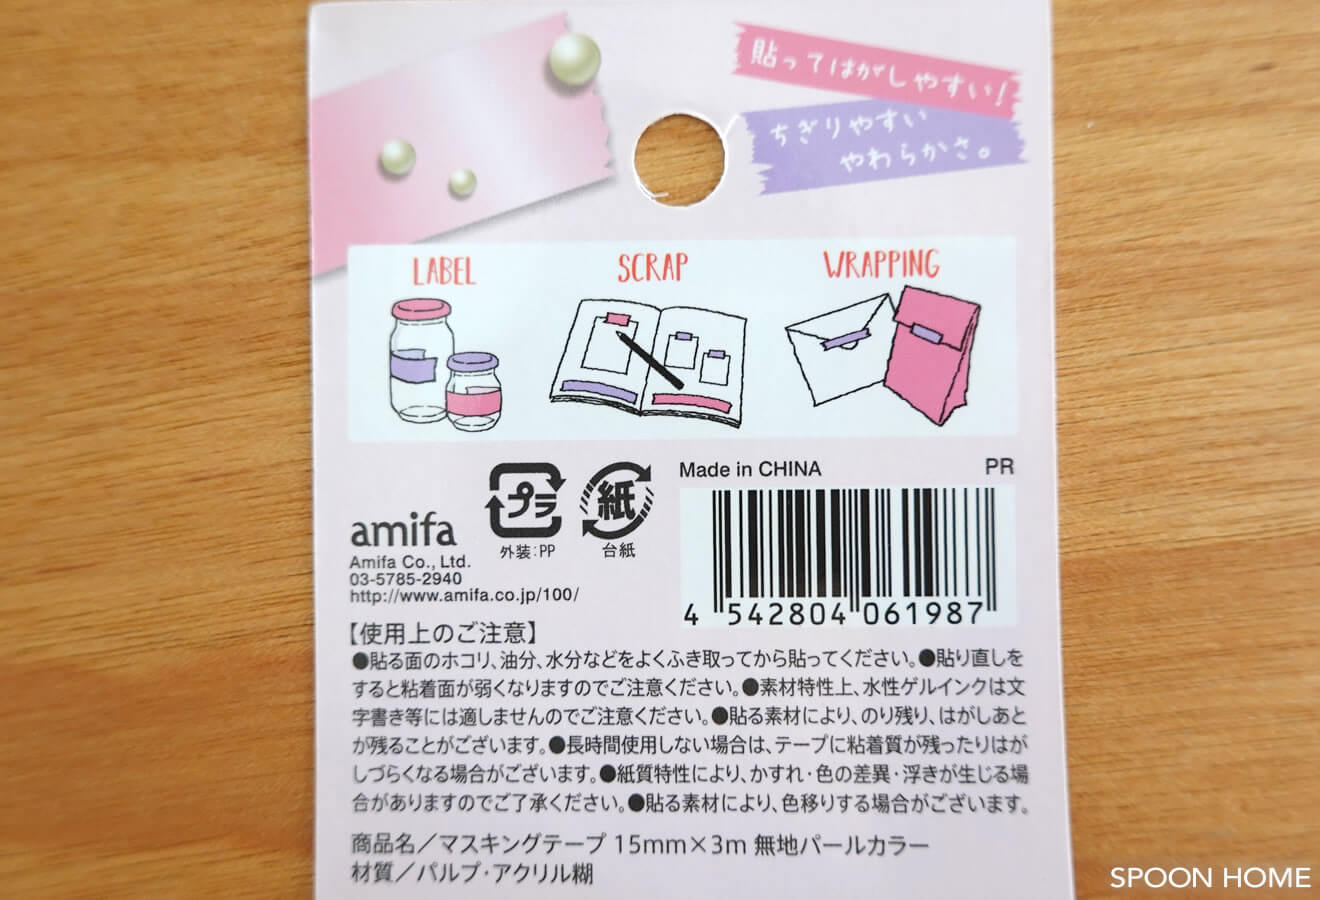 貼ってはがしやすい!
ちぎりやすい
やわらかさ。
LABEL
SCRAP
WRAPPING
Made in CHINA
PR
プラ
紙
外装:PP
台紙
amifa
Amifa Co., Ltd.
03-5785-2940
http://www.amifa.co.jp/100/
4 542804 061987
【使用上のご注意】
●貼る面のホコリ、油分、水分などをよくふき取ってから貼ってください。●貼り直しを
すると粘着面が弱くなりますのでご注意ください。●素材特性上、水性ゲルインクは文
字書き等には適しませんのでご注意ください。●貼る素材により、のり残り、はがしあと
が残ることがございます。●長時間使用しない場合は、テープに粘着質が残ったりはが
しづらくなる場合がございます。●紙質特性により、かすれ・色の差異・浮きが生じる場
合がありますのでご了承ください。●貼る素材により、色移りする場合がございます。
商品名／マスキングテープ 15mm×3m 無地パールカラー
材質／パルプ・アクリル糊
SPOON HOME